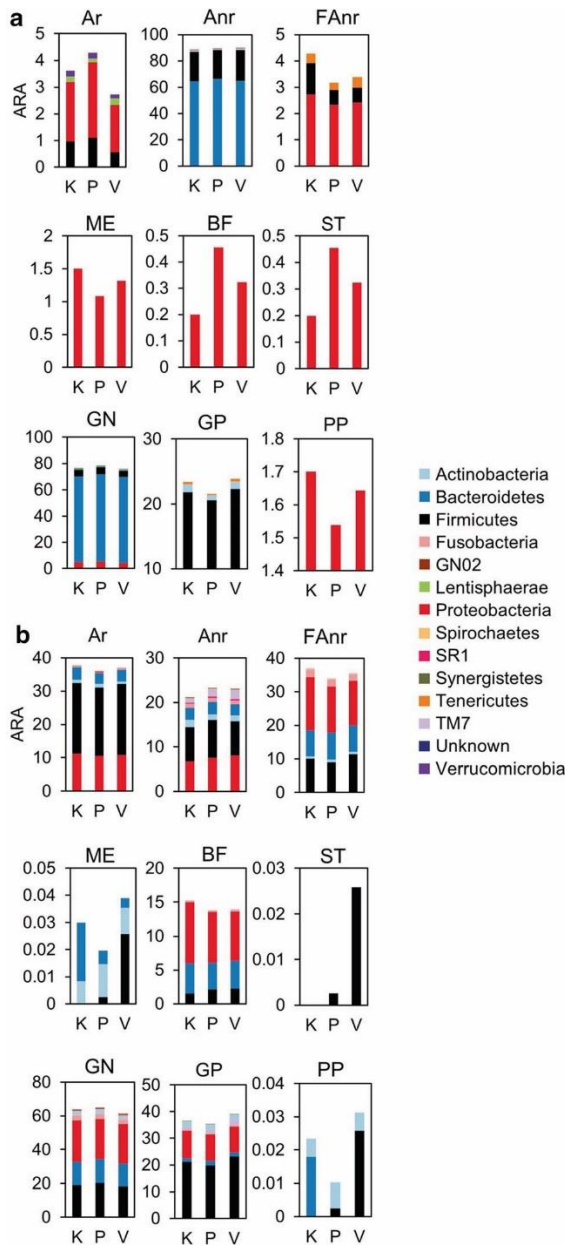 a
Ar Anr FAnr
ARA
5 4 3 2 1 0
100 80 60 40 20 0
5 4 3 2 1 0
K P V K P V K P V
ME BF ST
2 1.5 1 0.5 0
0.5 0.4 0.3 0.2 0.1 0
0.5 0.4 0.3 0.2 0.1 0
K P V K P V K P V
GN GP PP
100 80 60 40 20 0
30 20 10
1.8 1.7 1.6 1.5 1.4
K P V K P V K P V
Actinobacteria
Bacteroidetes
Firmicutes
Fusobacteria
GN02
Lentisphaerae
Proteobacteria
Spirochaetes
SR1
Synergistetes
Tenericutes
TM7
Unknown
Verrucomicrobia
b
Ar Anr FAnr
ARA
40 30 20 10 0
30 20 10 0
40 30 20 10 0
K P V K P V K P V
ME BF ST
0.05 0.04 0.03 0.02 0.01 0
20 15 10 5 0
0.03 0.02 0.01 0
K P V K P V K P V
GN GP PP
80 60 40 20 0
50 40 30 20 10 0
0.04 0.03 0.02 0.01 0
K P V K P V K P V